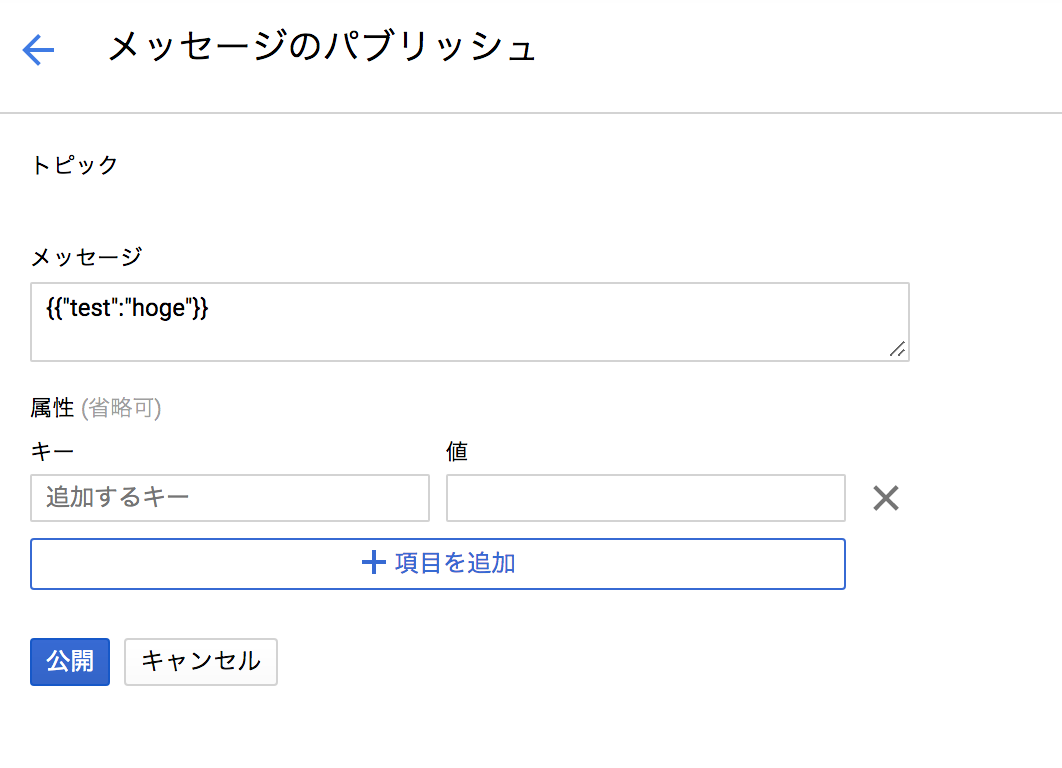 メッセージのパブリッシュ
トピック
メッセージ
{{"test":"hoge"}}
属性 (省略可)
キー 値
追加するキー
項目を追加
公開 キャンセル